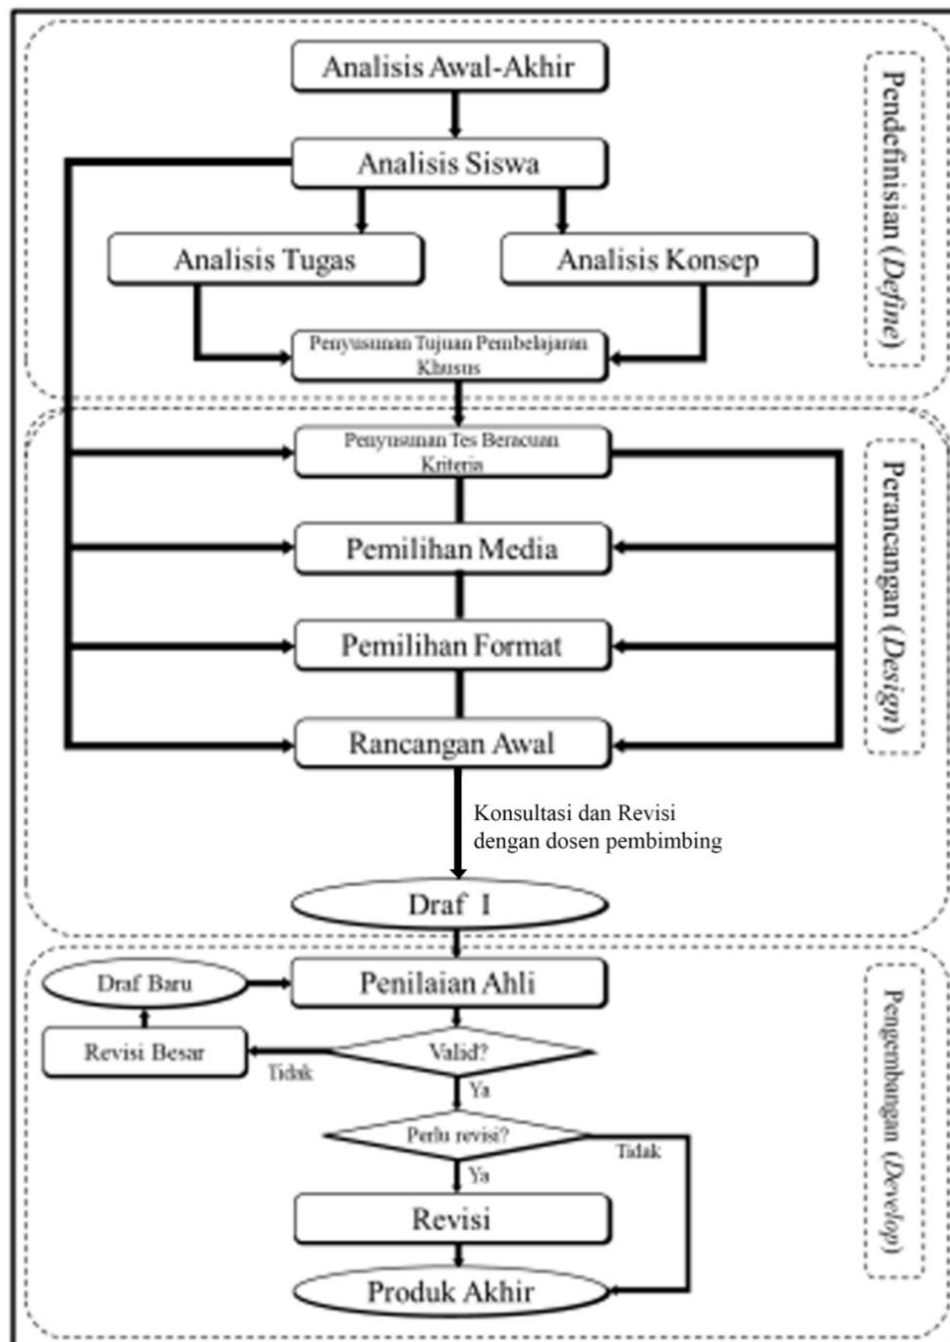 Analisis Awal-Akhir
Analisis Siswa
Analisis Tugas
Analisis Konsep
Penyusunan Tujuan Pembelajaran
Khusus
Pendefinisian (Define)
Penyusunan Tes Beracuan
Kriteria
Pemilihan Media
Pemilihan Format
Rancangan Awal
Konsultasi dan Revisi
dengan dosen pembimbing
Draf I
Perancangan (Design)
Draf Baru
Penilaian Ahli
Revisi Besar
Valid?
Tidak
Ya
Perlu revisi?
Tidak
Ya
Revisi
Produk Akhir
Pengembangan (Develop)